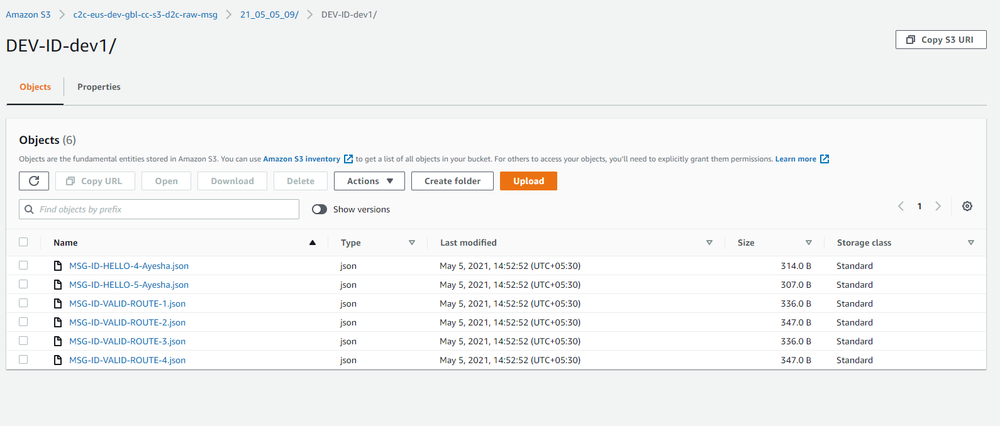 Amazon S3 > c2c-eus-dev-gbl-cc-s3-d2c-raw-msg > 21_05_05_09/ > DEV-ID-dev1/
DEV-ID-dev1/
Copy S3 URI
Objects Properties
Objects (6)
Objects are the fundamental entities stored in Amazon S3. You can use Amazon S3 inventory to get a list of all objects in your bucket. For others to access your objects, you'll need to explicitly grant them permissions. Learn more
Copy URL Open Download Delete Actions Create folder Upload
Find objects by prefix Show versions 1
Name Type Last modified Size Storage class
MSG-ID-HELLO-4-Ayesha.json json May 5, 2021, 14:52:52 (UTC+05:30) 314.0 B Standard
MSG-ID-HELLO-5-Ayesha.json json May 5, 2021, 14:52:52 (UTC+05:30) 307.0 B Standard
MSG-ID-VALID-ROUTE-1.json json May 5, 2021, 14:52:52 (UTC+05:30) 336.0 B Standard
MSG-ID-VALID-ROUTE-2.json json May 5, 2021, 14:52:52 (UTC+05:30) 347.0 B Standard
MSG-ID-VALID-ROUTE-3.json json May 5, 2021, 14:52:52 (UTC+05:30) 336.0 B Standard
MSG-ID-VALID-ROUTE-4.json json May 5, 2021, 14:52:52 (UTC+05:30) 347.0 B Standard